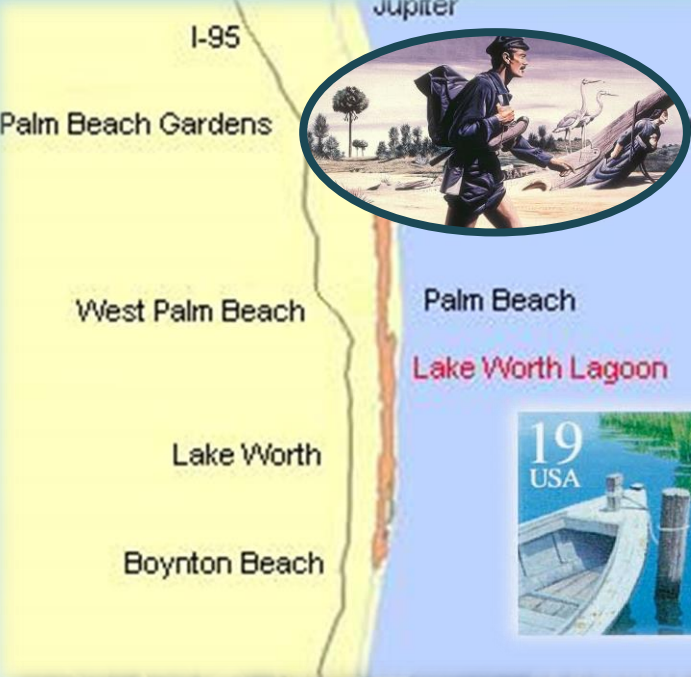 Jupiter
I-95
Palm Beach Gardens
West Palm Beach
Palm Beach
Lake Worth Lagoon
Lake Worth
Boynton Beach
19
USA